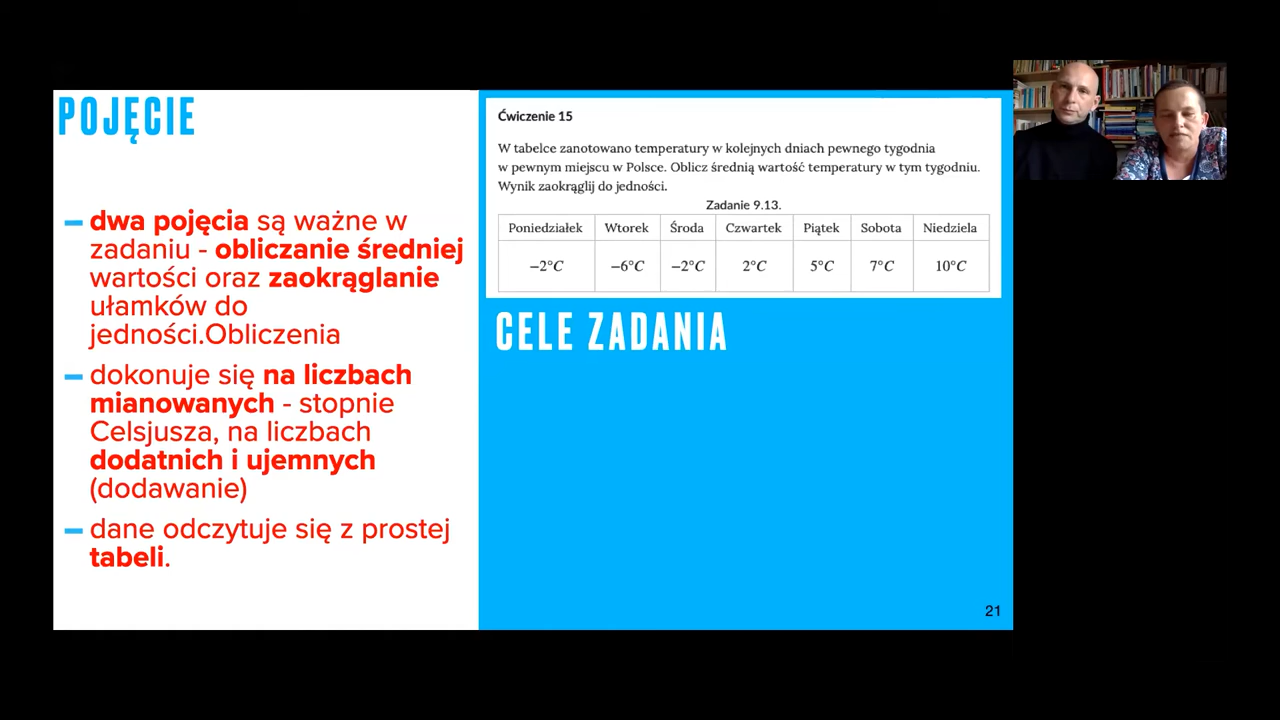 POJĘCIE
– dwa pojęcia są ważne w
zadaniu - obliczanie średniej
wartości oraz zaokrąglanie
ułamków do
jedności.Obliczenia
– dokonuje się na liczbach
mianowanych - stopnie
Celsjusza, na liczbach
dodatnich i ujemnych
(dodawanie)
– dane odczytuje się z prostej
tabeli.
Ćwiczenie 15
W tabelce zanotowano temperatury w kolejnych dniach pewnego tygodnia
w pewnym miejscu w Polsce. Oblicz średnią wartość temperatury w tym tygodniu.
Wynik zaokrąglij do jedności.
Zadanie 9.13.
Poniedziałek Wtorek Środa Czwartek Piątek Sobota Niedziela
−2°C −6°C −2°C 2°C 5°C 7°C 10°C
CELE ZADANIA
21